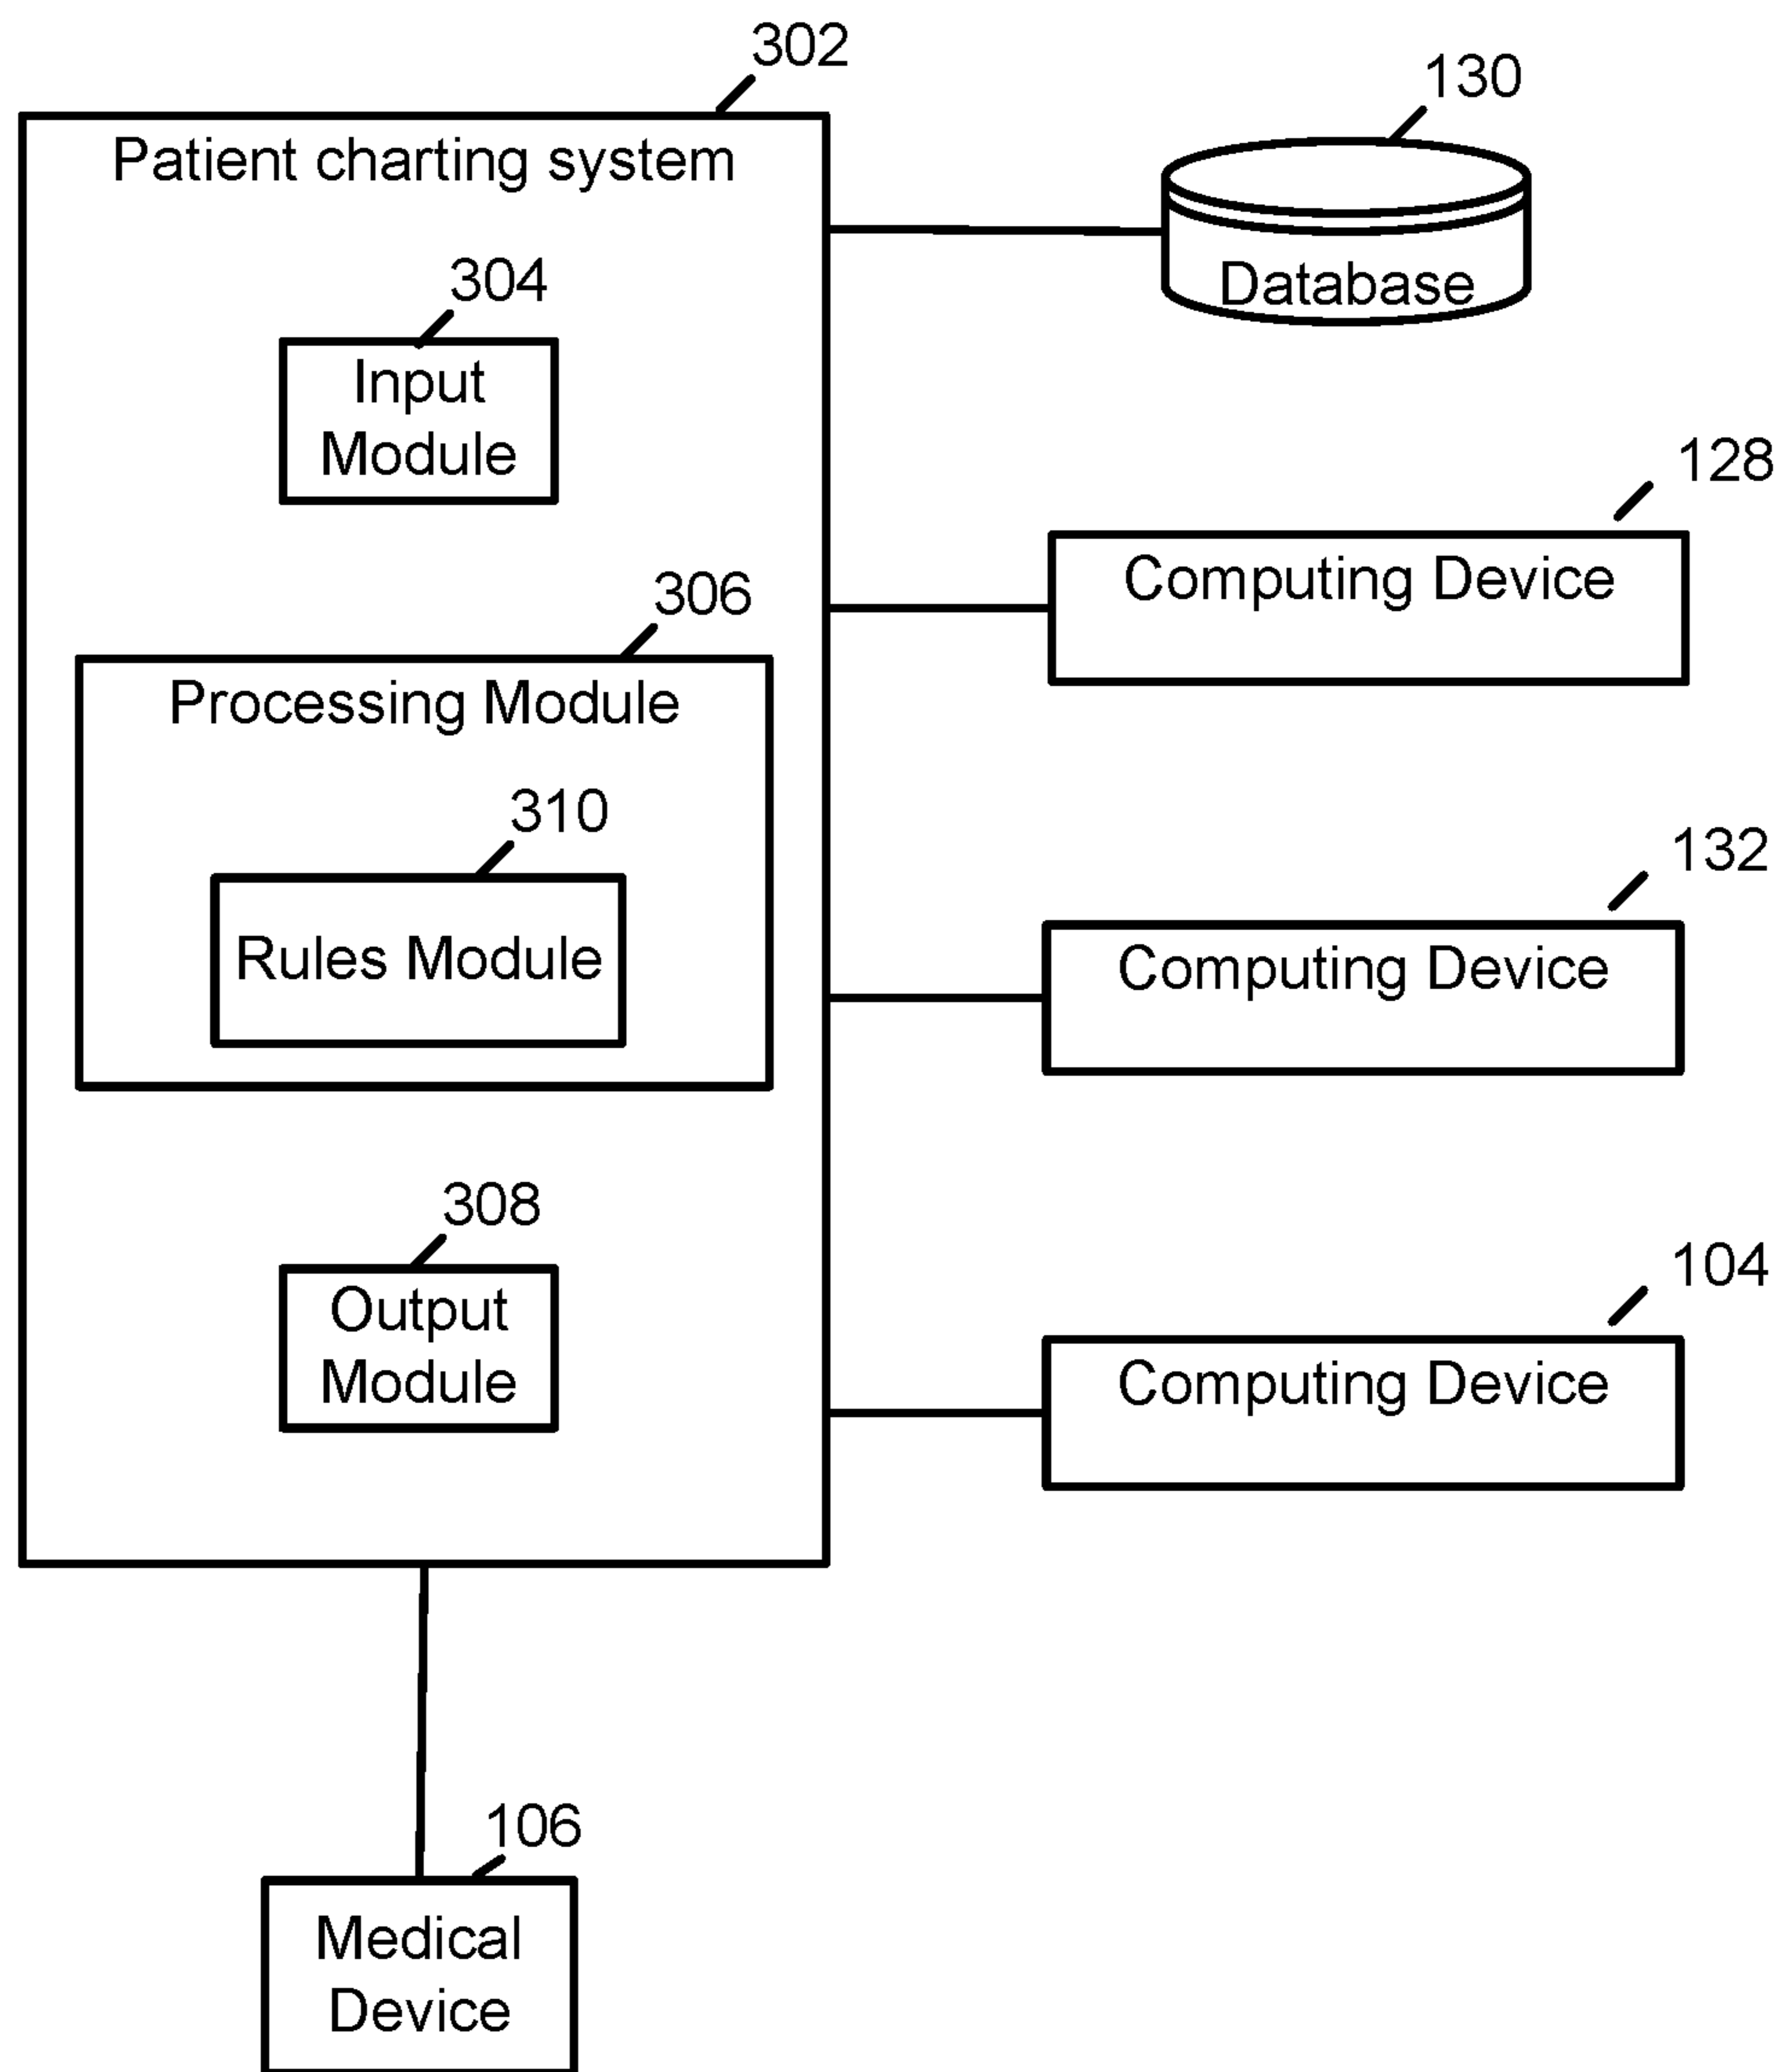 302
Patient charting system
304
Input
Module
306
Processing Module
310
Rules Module
308
Output
Module
130
Database
128
Computing Device
132
Computing Device
104
Computing Device
106
Medical
Device